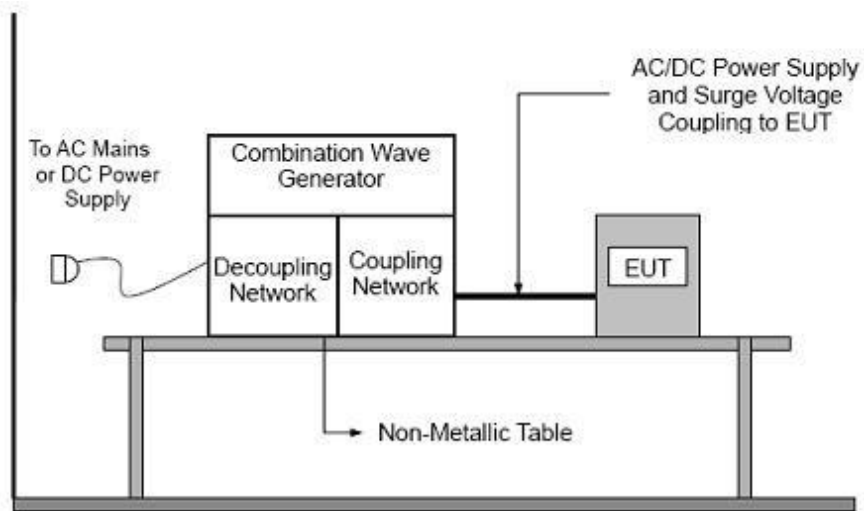 AC/DC Power Supply
and Surge Voltage
Coupling to EUT
To AC Mains
or DC Power
Supply
Combination Wave
Generator
Decoupling
Network
Coupling
Network
EUT
Non-Metallic Table